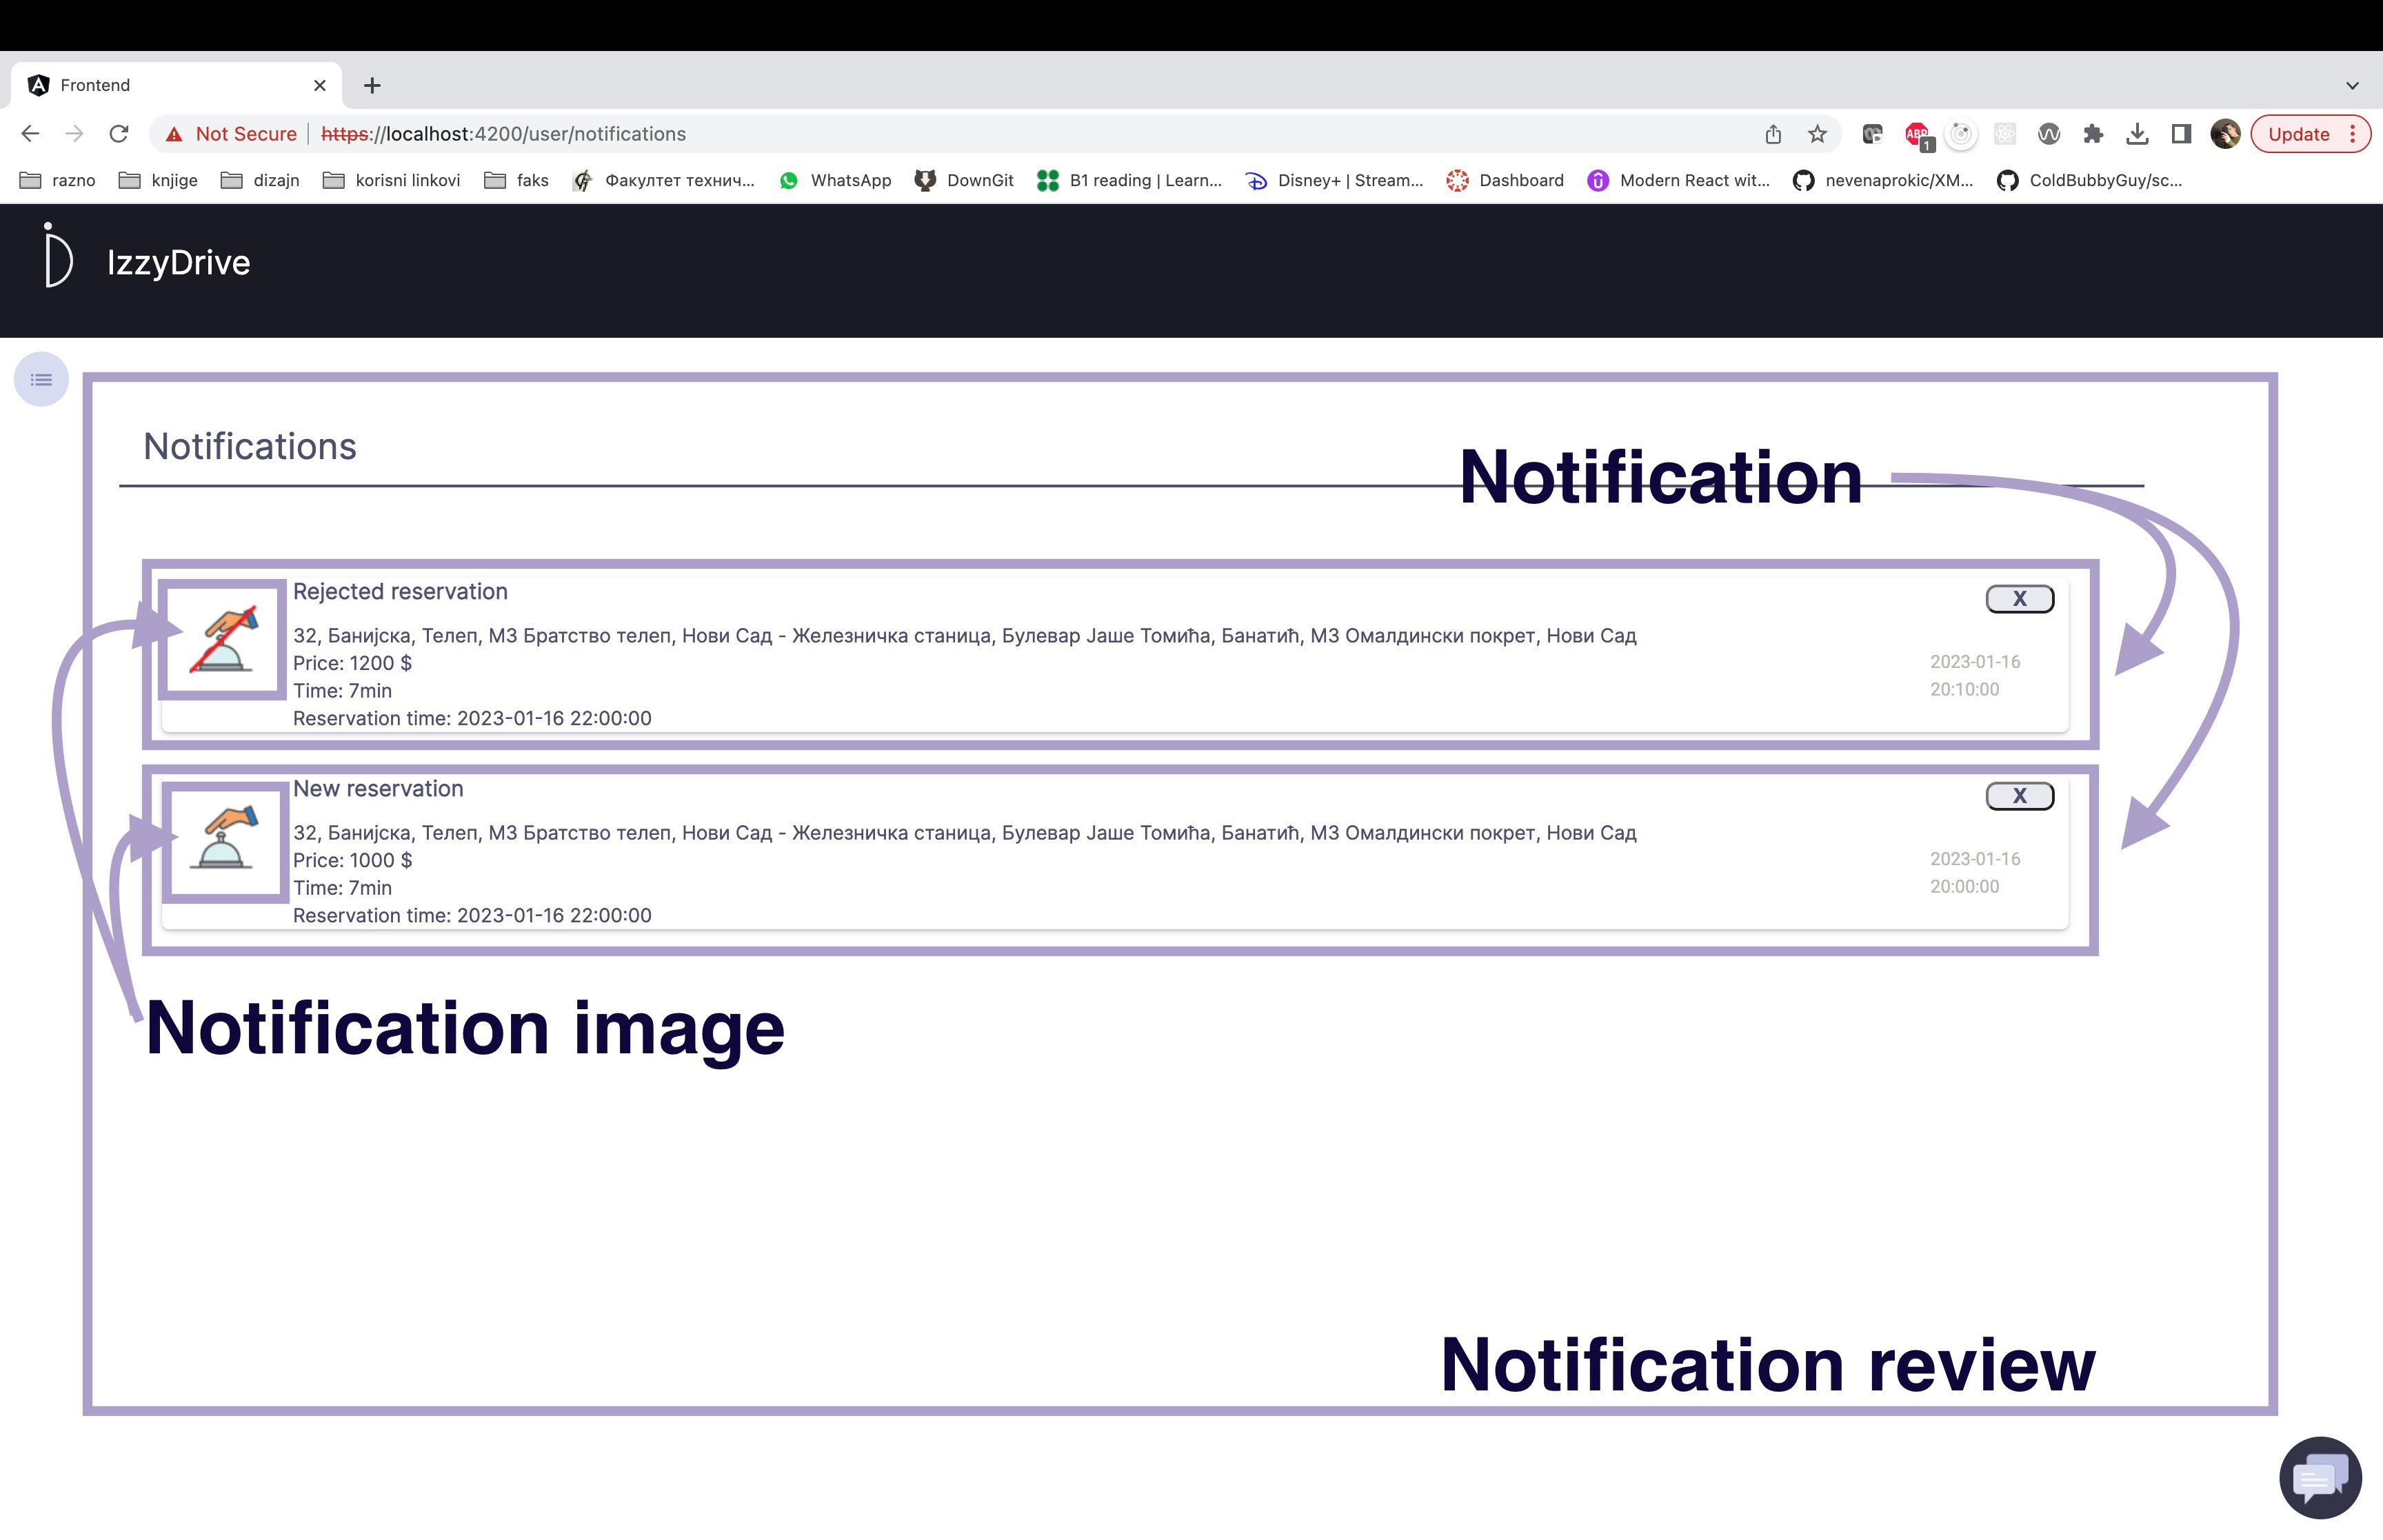 Frontend
Not Secure https://localhost:4200/user/notifications
ABP 1
Update
razno knjige dizajn korisni linkovi faks Факултет технич... WhatsApp DownGit B1 reading | Learn... Disney+ | Stream... Dashboard Modern React wit... nevenaprokic/XM... ColdBubbyGuy/sc...
IzzyDrive
Notifications
Notification
Rejected reservation
X
32, Банијска, Телеп, МЗ Братство телеп, Нови Сад - Железничка станица, Булевар Јаше Томића, Банатић, МЗ Омалдински покрет, Нови Сад
Price: 1200 $
2023-01-16
Time: 7min
20:10:00
Reservation time: 2023-01-16 22:00:00
New reservation
X
32, Банијска, Телеп, МЗ Братство телеп, Нови Сад - Железничка станица, Булевар Јаше Томића, Банатић, МЗ Омалдински покрет, Нови Сад
Price: 1000 $
2023-01-16
Time: 7min
20:00:00
Reservation time: 2023-01-16 22:00:00
Notification image
Notification review